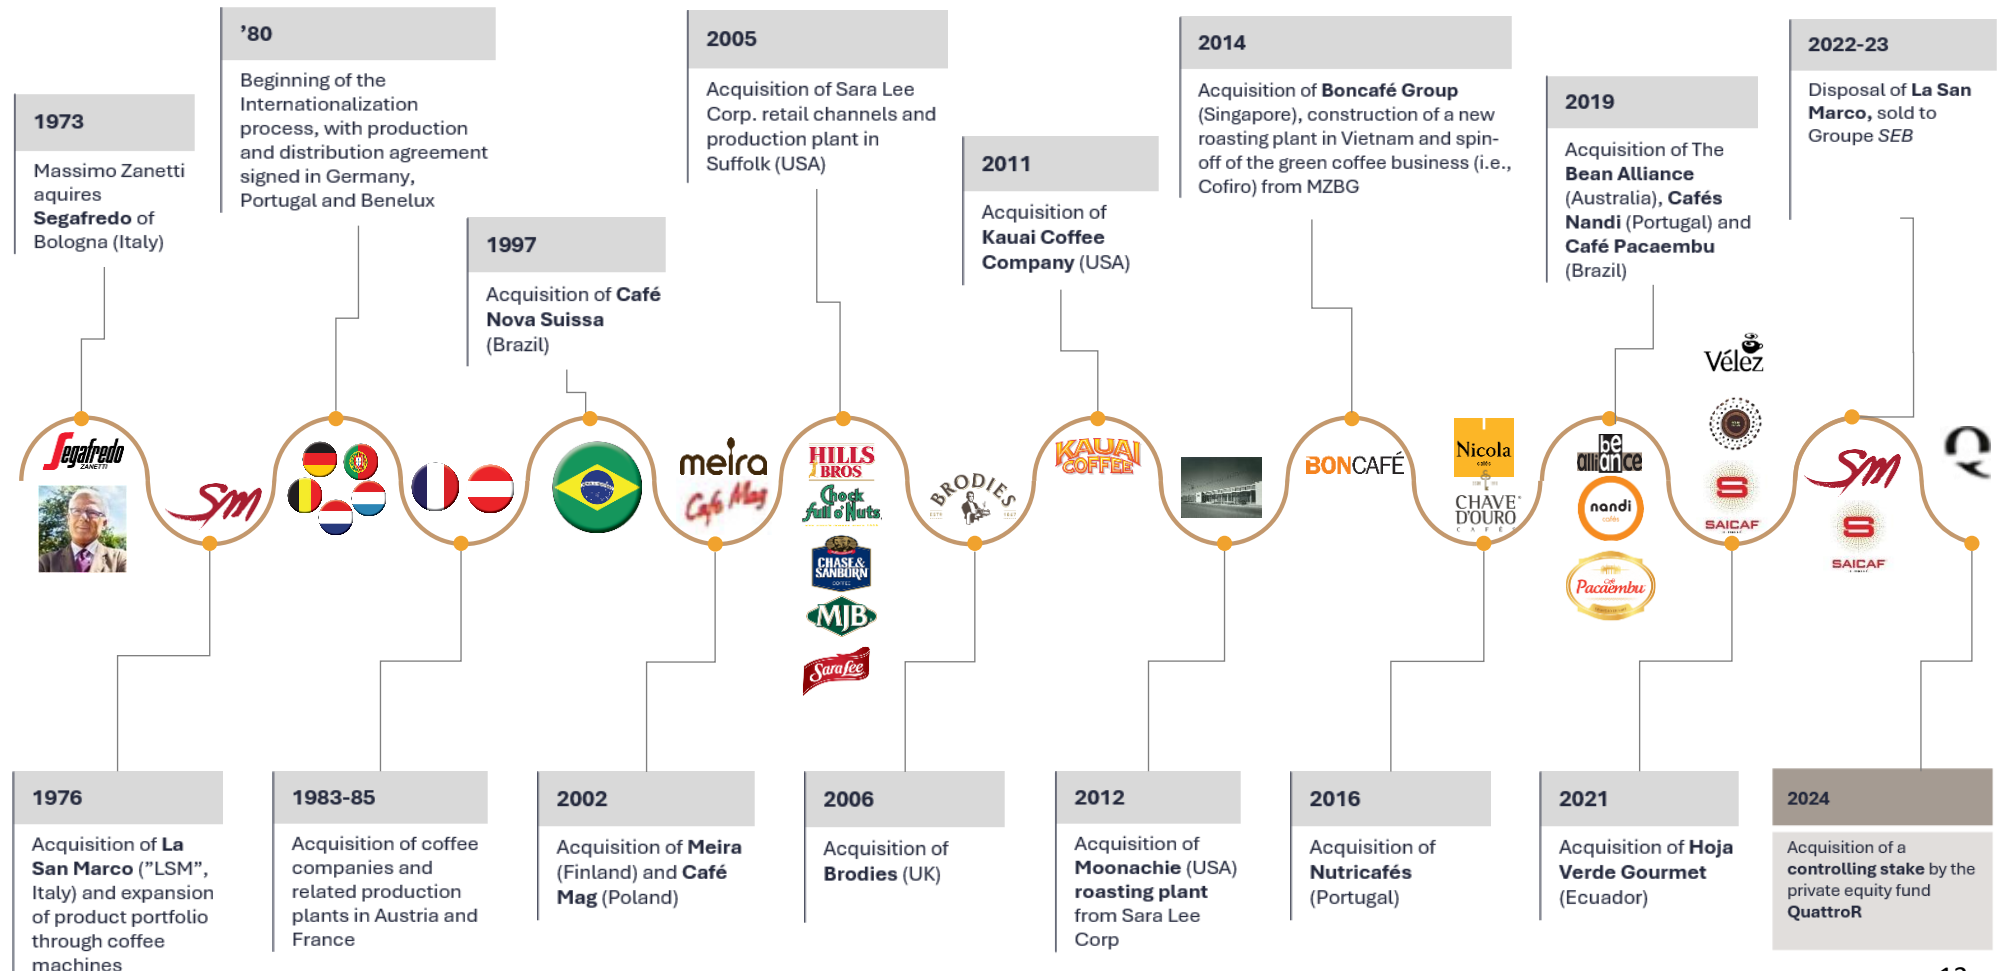 1973
Massimo Zanetti
aquires
Segafredo of
Bologna (Italy)
’80
Beginning of the
Internationalization
process, with production
and distribution agreement
signed in Germany,
Portugal and Benelux
1997
Acquisition of Café
Nova Suissa
(Brazil)
2005
Acquisition of Sara Lee
Corp. retail channels and
production plant in
Suffolk (USA)
2011
Acquisition of
Kauai Coffee
Company (USA)
2014
Acquisition of Boncafé Group
(Singapore), construction of a new
roasting plant in Vietnam and spin-
off of the green coffee business (i.e.,
Cofiro) from MZBG
2019
Acquisition of The
Bean Alliance
(Australia), Cafés
Nandi (Portugal) and
Café Pacaembu
(Brazil)
2022-23
Disposal of La San
Marco, sold to
Groupe SEB
Segafredo
ZANETTI
SM
meira
Café Mag
HILLS
BROS
Chock
full o'Nuts
CHASE &
SANBORN
COFFEE
MJB
Sara Lee
BRODIES
KAUAI
COFFEE
BONCAFÉ
Nicola
cafés
CHAVE
D'OURO
CAFÉS
be
an
alliance
nandi
cafés
Café
Pacaembu
Vélez
S
SAICAF
SM
S
SAICAF
Q
1976
Acquisition of La
San Marco (”LSM”,
Italy) and expansion
of product portfolio
through coffee
machines
1983-85
Acquisition of coffee
companies and
related production
plants in Austria and
France
2002
Acquisition of Meira
(Finland) and Café
Mag (Poland)
2006
Acquisition of
Brodies (UK)
2012
Acquisition of
Moonachie (USA)
roasting plant
from Sara Lee
Corp
2016
Acquisition of
Nutricafés
(Portugal)
2021
Acquisition of Hoja
Verde Gourmet
(Ecuador)
2024
Acquisition of a
controlling stake by the
private equity fund
QuattroR